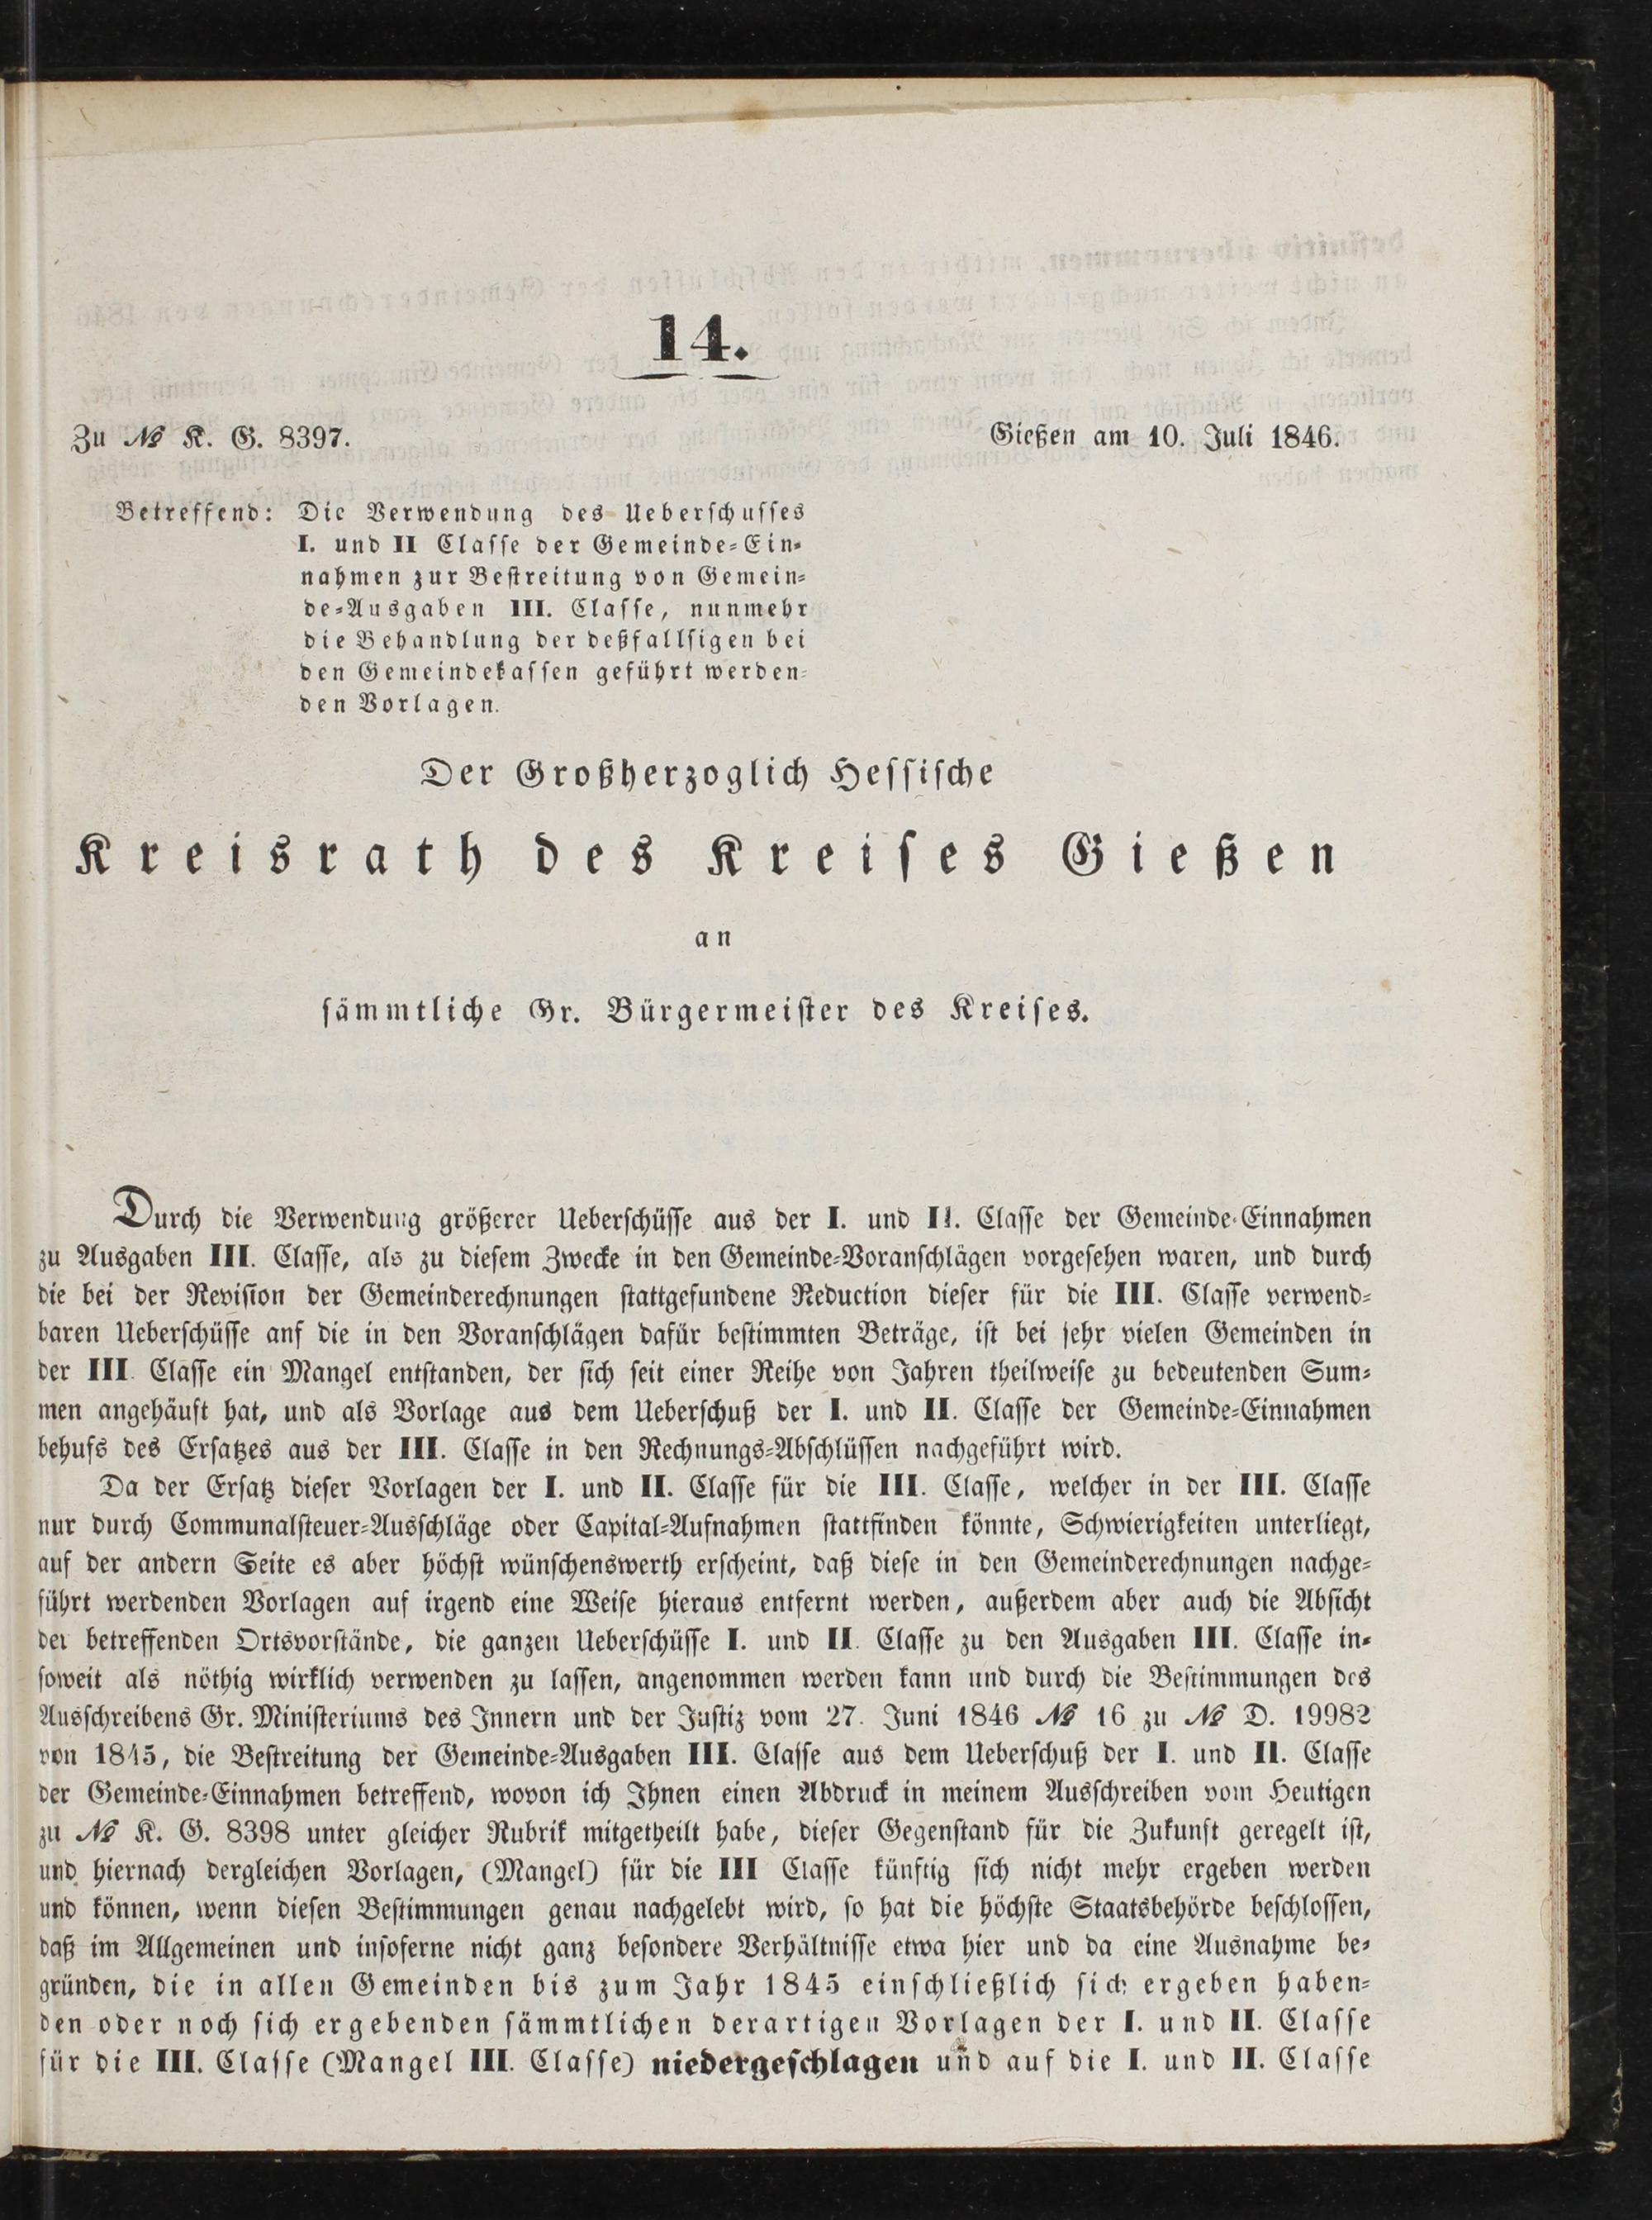 14.
Zu № K. G. 8397.
Gießen am 10. Juli 1846.
Betreffend: Die Verwendung des Ueberschusses
I. und II Classe der Gemeinde-Ein-
nahmen zur Bestreitung von Gemein-
de-Ausgaben III. Classe, nunmehr
die Behandlung der deßfallsigen bei
den Gemeindekassen geführt werden-
den Vorlagen.
Der Großherzoglich Hessische
Kreisrath des Kreises Gießen
an
sämmtliche Gr. Bürgermeister des Kreises.
Durch die Verwendung größerer Ueberschüsse aus der I. und II. Classe der Gemeinde-Einnahmen
zu Ausgaben III. Classe, als zu diesem Zwecke in den Gemeinde-Voranschlägen vorgesehen waren, und durch
die bei der Revision der Gemeinderechnungen stattgefundene Reduction dieser für die III. Classe verwend-
baren Ueberschüsse anf die in den Voranschlägen dafür bestimmten Beträge, ist bei sehr vielen Gemeinden in
der III. Classe ein Mangel entstanden, der sich seit einer Reihe von Jahren theilweise zu bedeutenden Sum-
men angehäuft hat, und als Vorlage aus dem Ueberschuß der I. und II. Classe der Gemeinde-Einnahmen
behufs des Ersatzes aus der III. Classe in den Rechnungs-Abschlüssen nachgeführt wird.
Da der Ersatz dieser Vorlagen der I. und II. Classe für die III. Classe, welcher in der III. Classe
nur durch Communalsteuer-Ausschläge oder Capital-Aufnahmen stattfinden könnte, Schwierigkeiten unterliegt,
auf der andern Seite es aber höchst wünschenswerth erscheint, daß diese in den Gemeinderechnungen nachge-
führt werdenden Vorlagen auf irgend eine Weise hieraus entfernt werden, außerdem aber auch die Absicht
der betreffenden Ortsvorstände, die ganzen Ueberschüsse I. und II. Classe zu den Ausgaben III. Classe in-
soweit als nöthig wirklich verwenden zu lassen, angenommen werden kann und durch die Bestimmungen des
Ausschreibens Gr. Ministeriums des Innern und der Justiz vom 27. Juni 1846 № 16 zu № D. 19982
von 1845, die Bestreitung der Gemeinde-Ausgaben III. Classe aus dem Ueberschuß der I. und II. Classe
der Gemeinde-Einnahmen betreffend, wovon ich Ihnen einen Abdruck in meinem Ausschreiben vom Heutigen
zu № K. G. 8398 unter gleicher Rubrik mitgetheilt habe, dieser Gegenstand für die Zukunft geregelt ist,
und hiernach dergleichen Vorlagen, (Mangel) für die III Classe künftig sich nicht mehr ergeben werden
und können, wenn diesen Bestimmungen genau nachgelebt wird, so hat die höchste Staatsbehörde beschlossen,
daß im Allgemeinen und insoferne nicht ganz besondere Verhältnisse etwa hier und da eine Ausnahme be-
gründen, die in allen Gemeinden bis zum Jahr 1845 einschließlich sich ergeben haben-
den oder noch sich ergebenden sämmtlichen derartigen Vorlagen der I. und II. Classe
für die III. Classe (Mangel III. Classe) niedergeschlagen und auf die I. und II. Classe